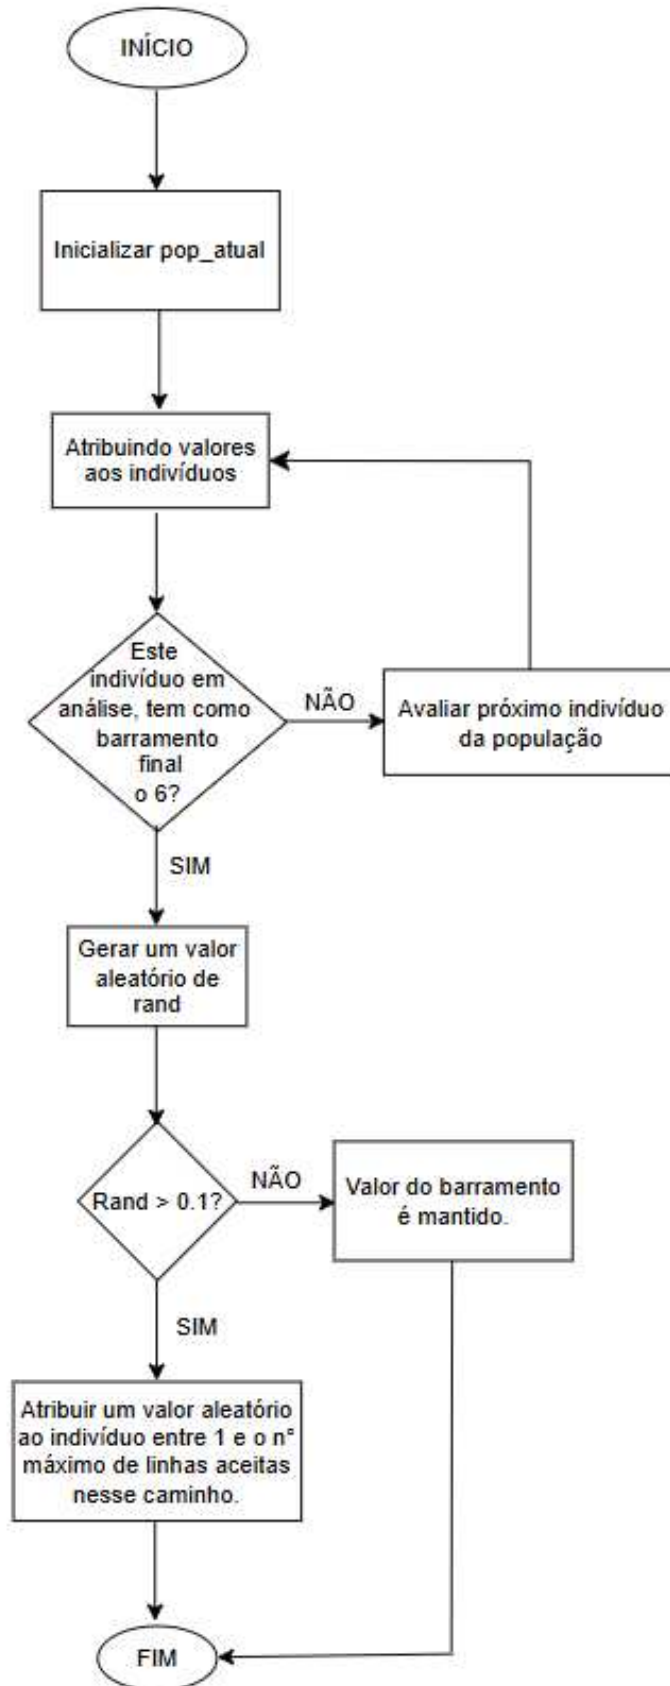 INÍCIO
Inicializar pop_atual
Atribuindo valores
aos indivíduos
Este
indivíduo em
análise, tem como
barramento
final
o 6?
NÃO
Avaliar próximo indivíduo
da população
SIM
Gerar um valor
aleatório de
rand
Rand > 0.1?
NÃO
Valor do barramento
é mantido.
SIM
Atribuir um valor aleatório
ao indivíduo entre 1 e o n°
máximo de linhas aceitas
nesse caminho.
FIM